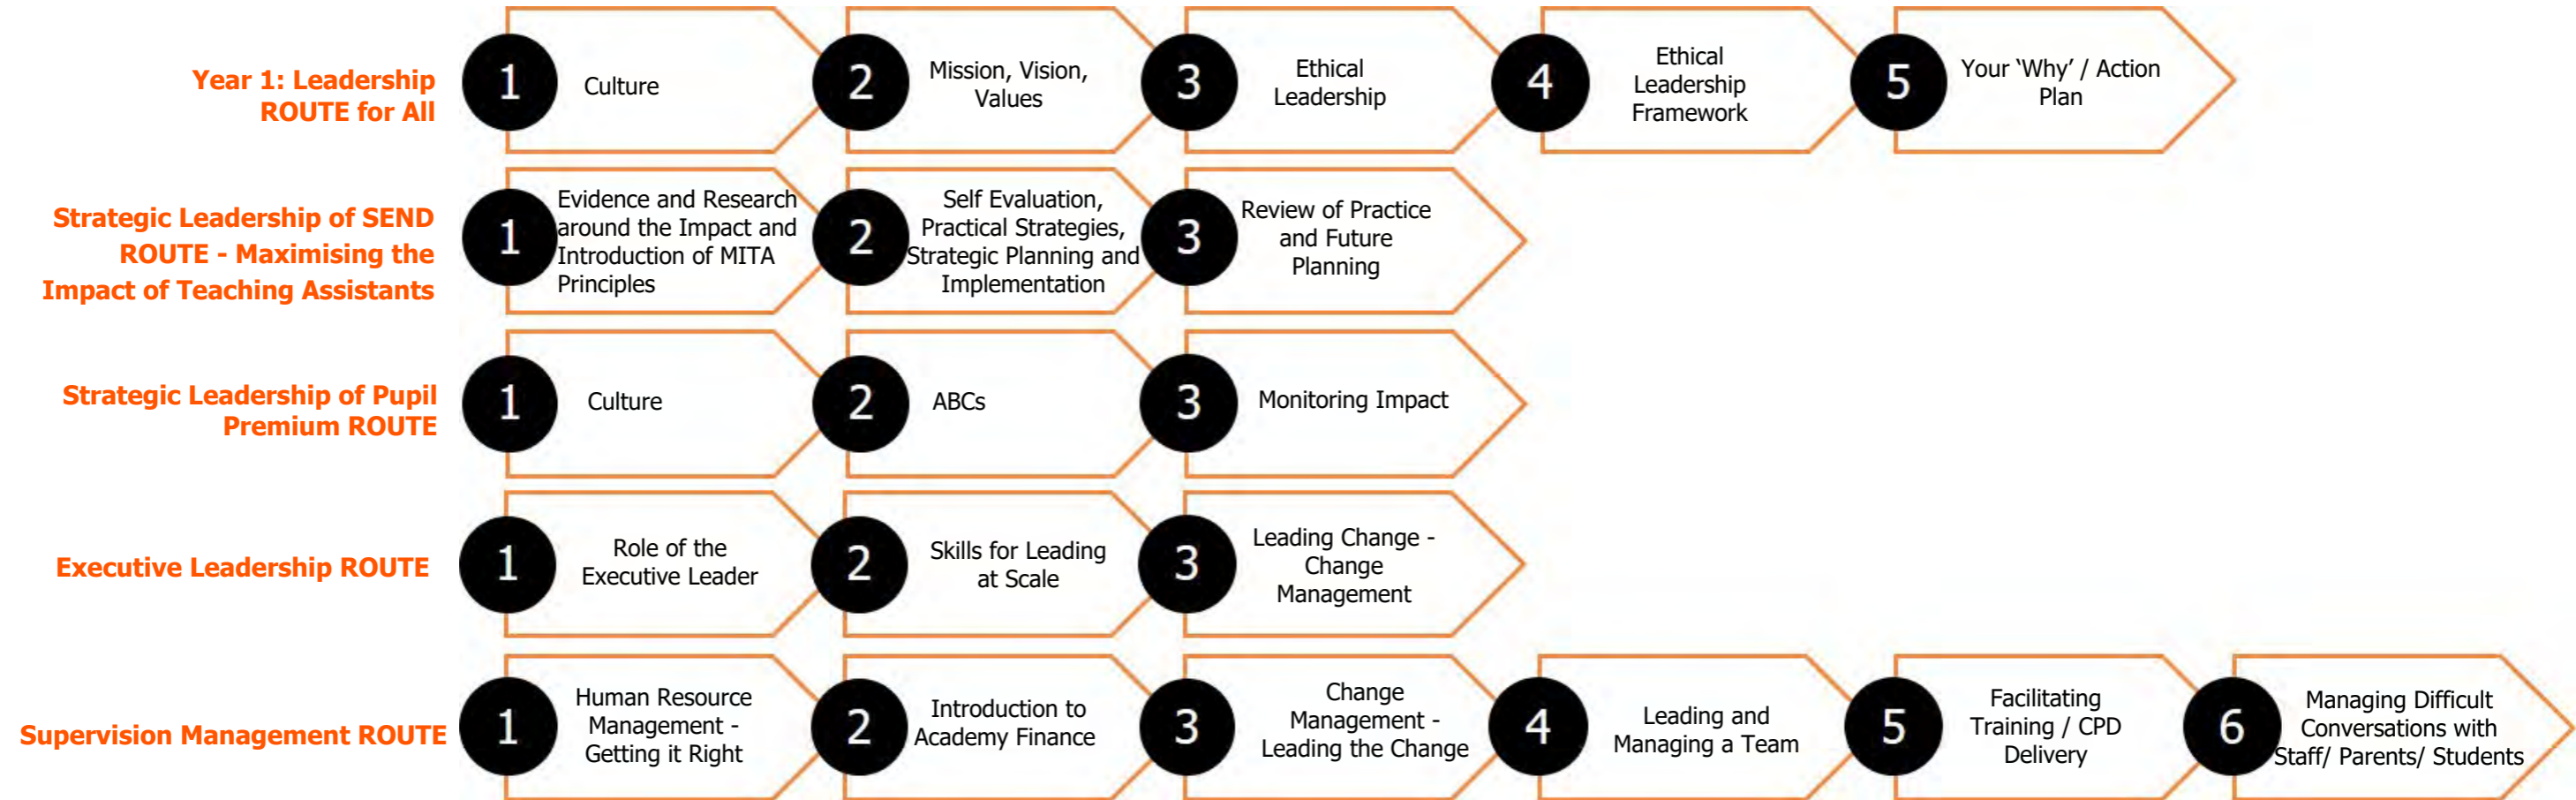 Year 1: Leadership
ROUTE for All
1
Culture
2
Mission, Vision,
Values
3
Ethical
Leadership
4
Ethical
Leadership
Framework
5
Your ‘Why’ / Action
Plan
Strategic Leadership of SEND
ROUTE - Maximising the
Impact of Teaching Assistants
1
Evidence and Research
around the Impact and
Introduction of MITA
Principles
2
Self Evaluation,
Practical Strategies,
Strategic Planning and
Implementation
3
Review of Practice
and Future
Planning
Strategic Leadership of Pupil
Premium ROUTE
1
Culture
2
ABCs
3
Monitoring Impact
Executive Leadership ROUTE
1
Role of the
Executive Leader
2
Skills for Leading
at Scale
3
Leading Change -
Change
Management
Supervision Management ROUTE
1
Human Resource
Management -
Getting it Right
2
Introduction to
Academy Finance
3
Change
Management -
Leading the Change
4
Leading and
Managing a Team
5
Facilitating
Training / CPD
Delivery
6
Managing Difficult
Conversations with
Staff/ Parents/ Students